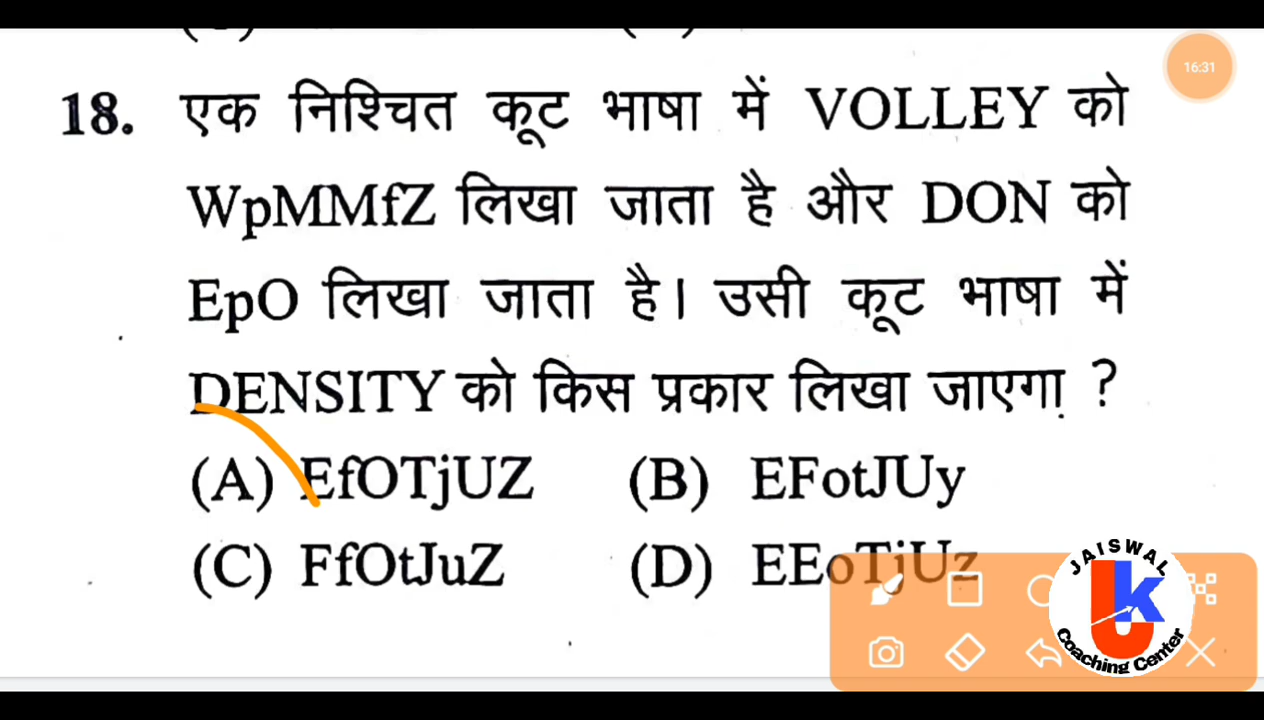 16:31
18. एक निश्चित कूट भाषा में VOLLEY को
WpMMfZ लिखा जाता है और DON को
EpO लिखा जाता है। उसी कूट भाषा में
DENSITY को किस प्रकार लिखा जाएगा ?
(A) EfOTjUZ (B) EFotJUy
(C) FfOtJuZ (D) EEoTjUz
JAISWAL
Jk
Coaching Center